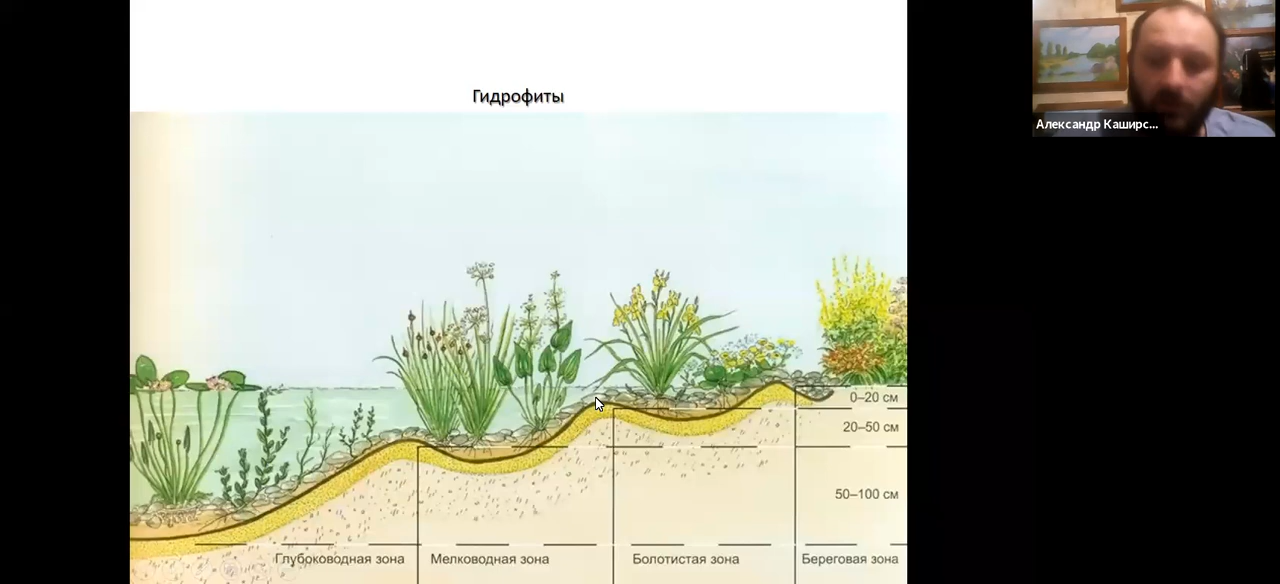 Гидрофиты
Александр Каширс...
0–20 см
20–50 см
50–100 см
Глубоководная зона
Мелководная зона
Болотистая зона
Береговая зона